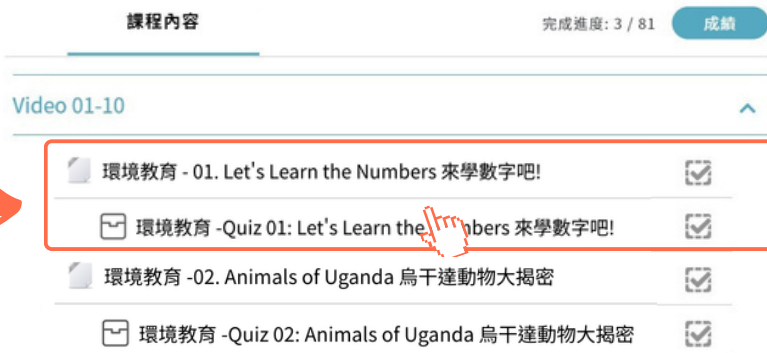 課程內容
完成進度: 3 / 81
成績
Video 01-10
環境教育 - 01. Let's Learn the Numbers 來學數字吧!
環境教育 -Quiz 01: Let's Learn the Numbers 來學數字吧!
環境教育 -02. Animals of Uganda 烏干達動物大揭密
環境教育 -Quiz 02: Animals of Uganda 烏干達動物大揭密